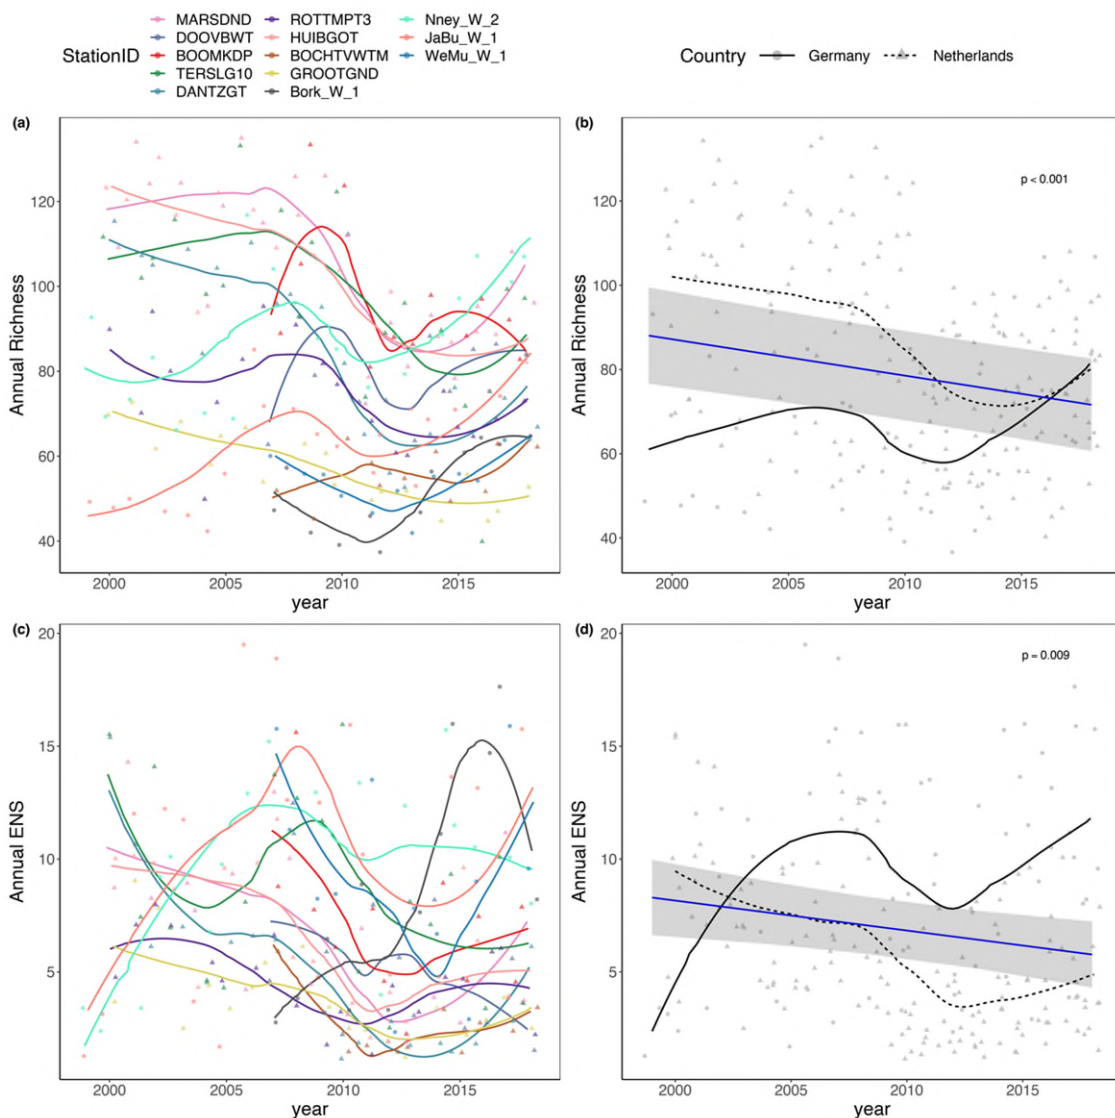 StationID
MARSDND ROTTMPT3 Nney_W_2
DOOVBWT HUIBGOT JaBu_W_1
BOOMKDP BOCHTVWTM WeMu_W_1
TERSLG10 GROOTGND
DANTZGT Bork_W_1
Country Germany Netherlands
(a)
Annual Richness
120
100
80
60
40
2000 2005 2010 2015
year
(b)
p < 0.001
Annual Richness
120
100
80
60
40
2000 2005 2010 2015
year
(c)
Annual ENS
20
15
10
5
2000 2005 2010 2015
year
(d)
p = 0.009
Annual ENS
20
15
10
5
2000 2005 2010 2015
year